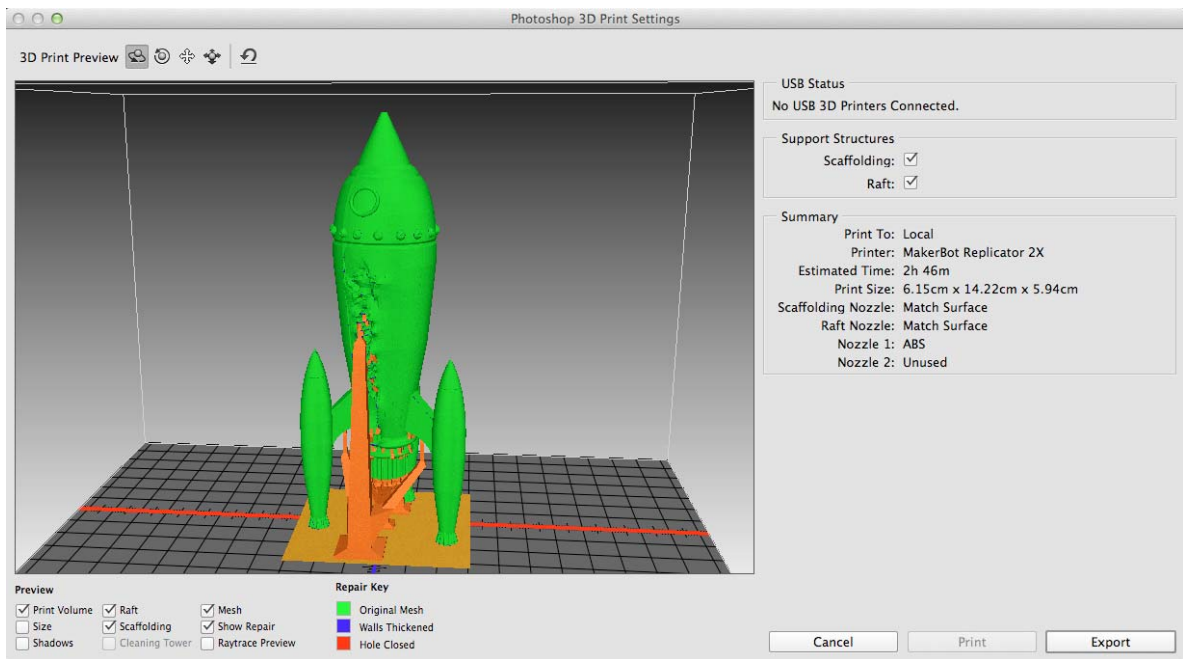 Photoshop 3D Print Settings
3D Print Preview
USB Status
No USB 3D Printers Connected.
Support Structures
Scaffolding:
Raft:
Summary
Print To: Local
Printer: MakerBot Replicator 2X
Estimated Time: 2h 46m
Print Size: 6.15cm x 14.22cm x 5.94cm
Scaffolding Nozzle: Match Surface
Raft Nozzle: Match Surface
Nozzle 1: ABS
Nozzle 2: Unused
Preview
Print Volume Raft Mesh
Size Scaffolding Show Repair
Shadows Cleaning Tower Raytrace Preview
Repair Key
Original Mesh
Walls Thickened
Hole Closed
Cancel Print Export